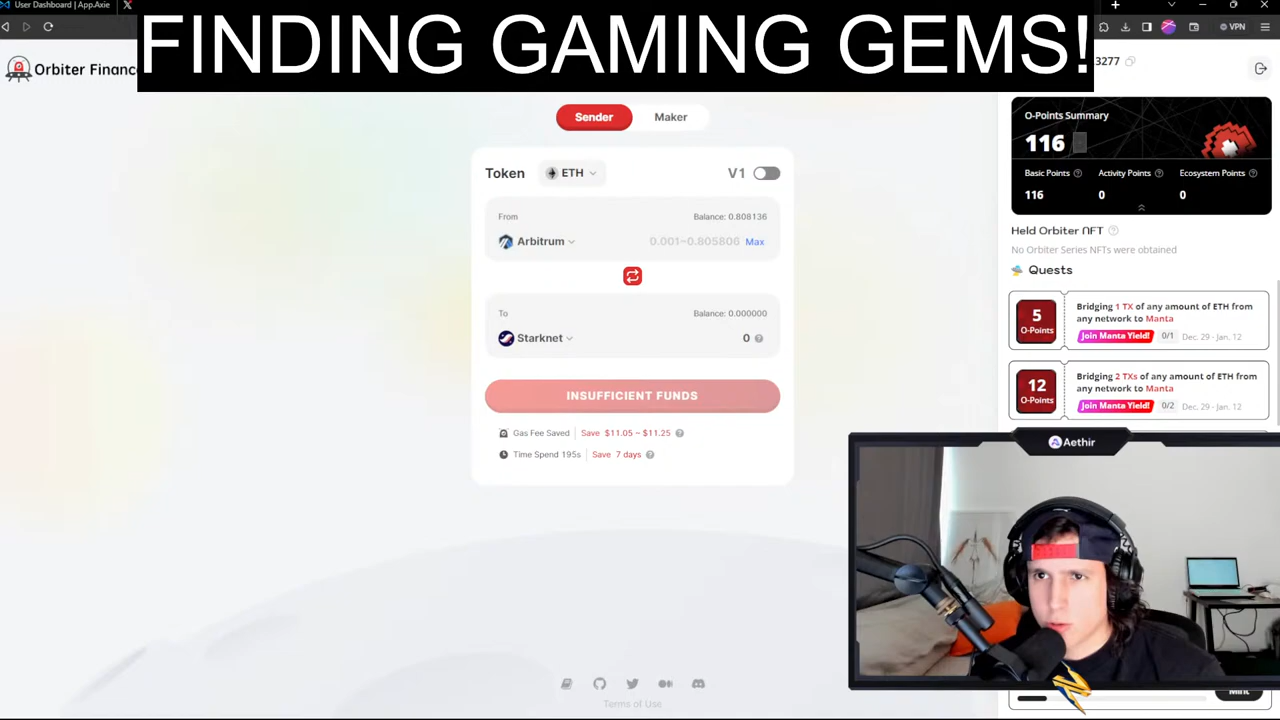 User Dashboard | App.Axie
VPN
FINDING GAMING GEMS!
Orbiter Finance
3277
Sender
Maker
Token
ETH
V1
From
Balance: 0.808136
Arbitrum
0.001~0.805806
Max
To
Balance: 0.000000
Starknet
0
INSUFFICIENT FUNDS
Gas Fee Saved
Save $11.05 ~ $11.25
Time Spend 195s
Save 7 days
Terms of Use
O-Points Summary
116
Basic Points
Activity Points
Ecosystem Points
116
0
0
Held Orbiter NFT
No Orbiter Series NFTs were obtained
Quests
5
O-Points
Bridging 1 TX of any amount of ETH from
any network to Manta
Join Manta Yield!
0/1
Dec. 29 - Jan. 12
12
O-Points
Bridging 2 TXs of any amount of ETH from
any network to Manta
Join Manta Yield!
0/2
Dec. 29 - Jan. 12
Aethir
Mint